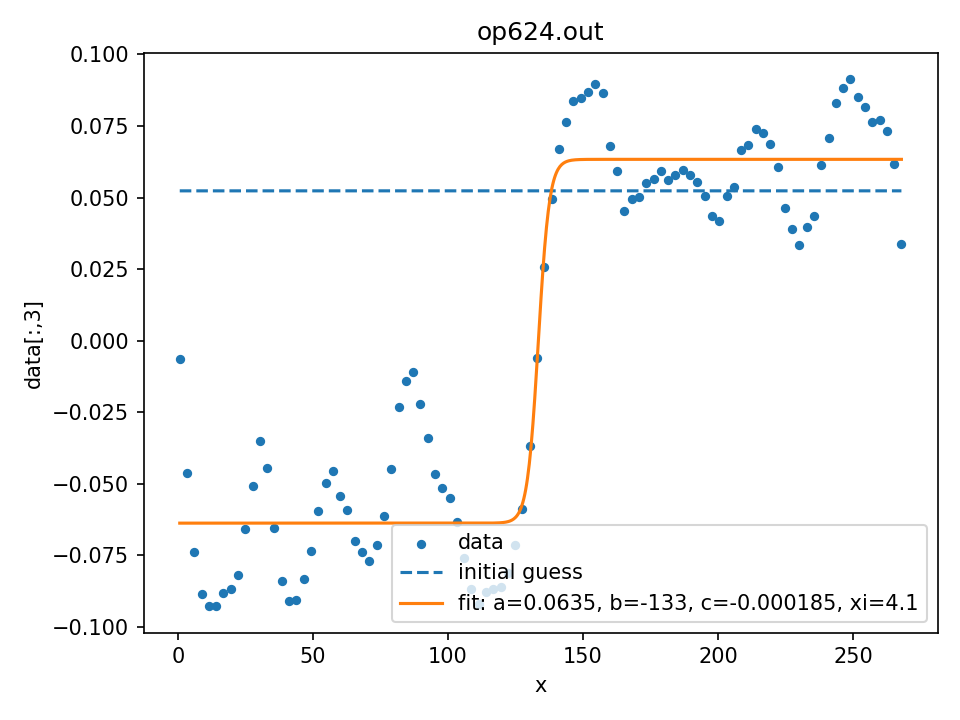 op624.out
0.100
0.075
0.050
0.025
0.000
−0.025
−0.050
−0.075
−0.100
data[:,3]
data
initial guess
fit: a=0.0635, b=-133, c=-0.000185, xi=4.1
0 50 100 150 200 250
x